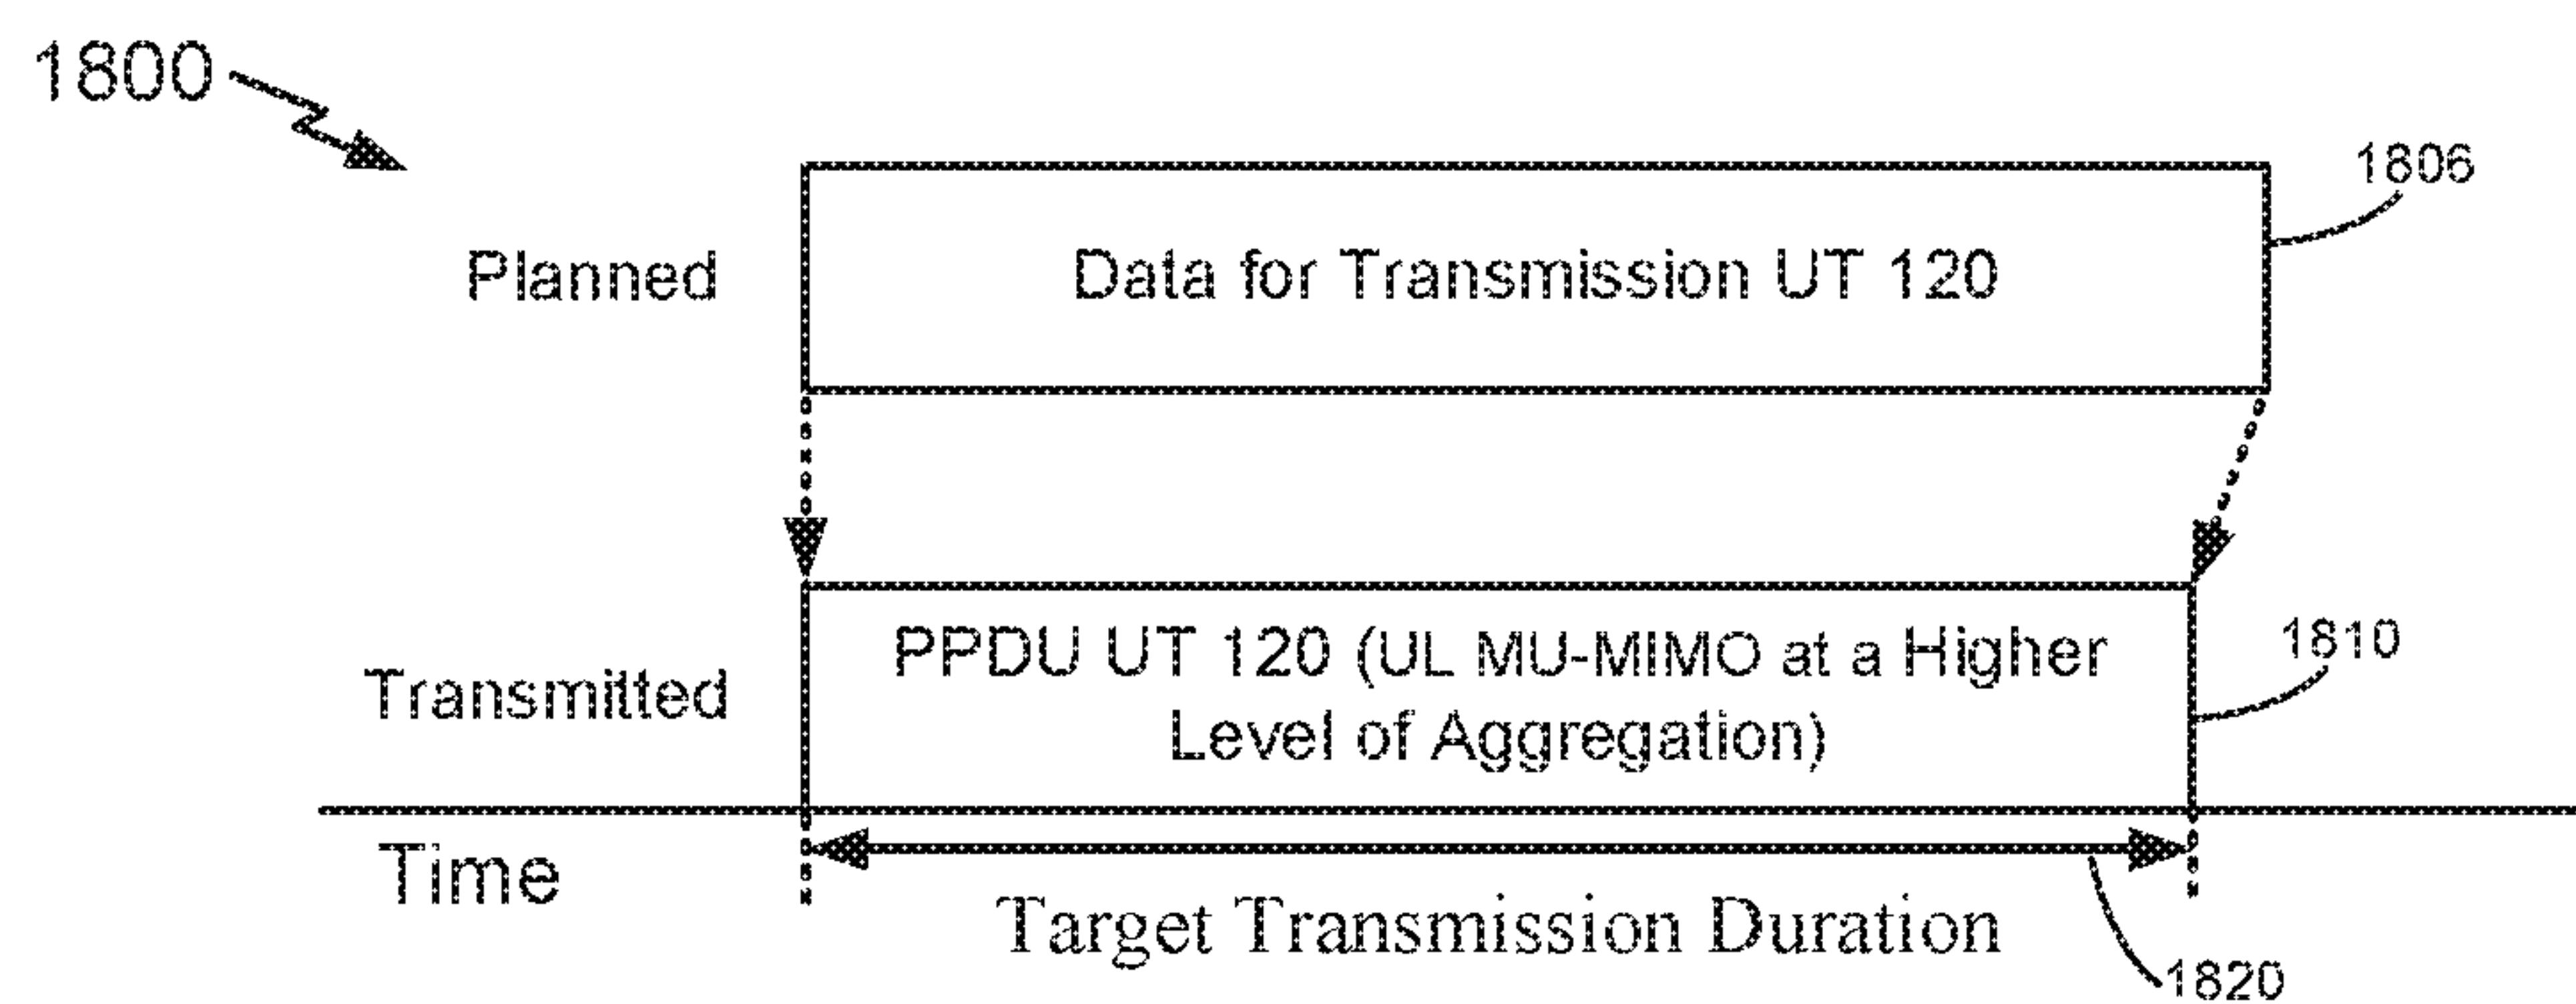 1800
1806
Planned
Data for Transmission UT 120
1810
Transmitted
PPDU UT 120 (UL MU-MIMO at a Higher
Level of Aggregation)
Time
Target Transmission Duration
1820